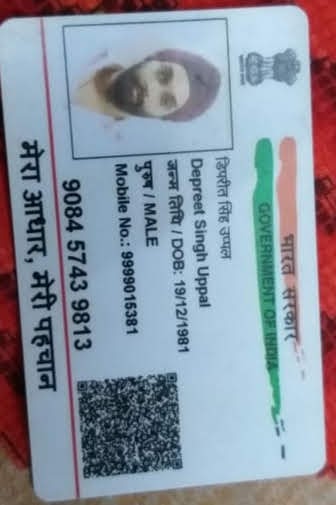 भारत सरकार
GOVERNMENT OF INDIA
डिपरीत सिंह उप्पल
Depreet Singh Uppal
जन्म तिथि / DOB: 19/12/1981
पुरुष / MALE
Mobile No.: 9999015381
9084 5743 9813
मेरा आधार, मेरी पहचान